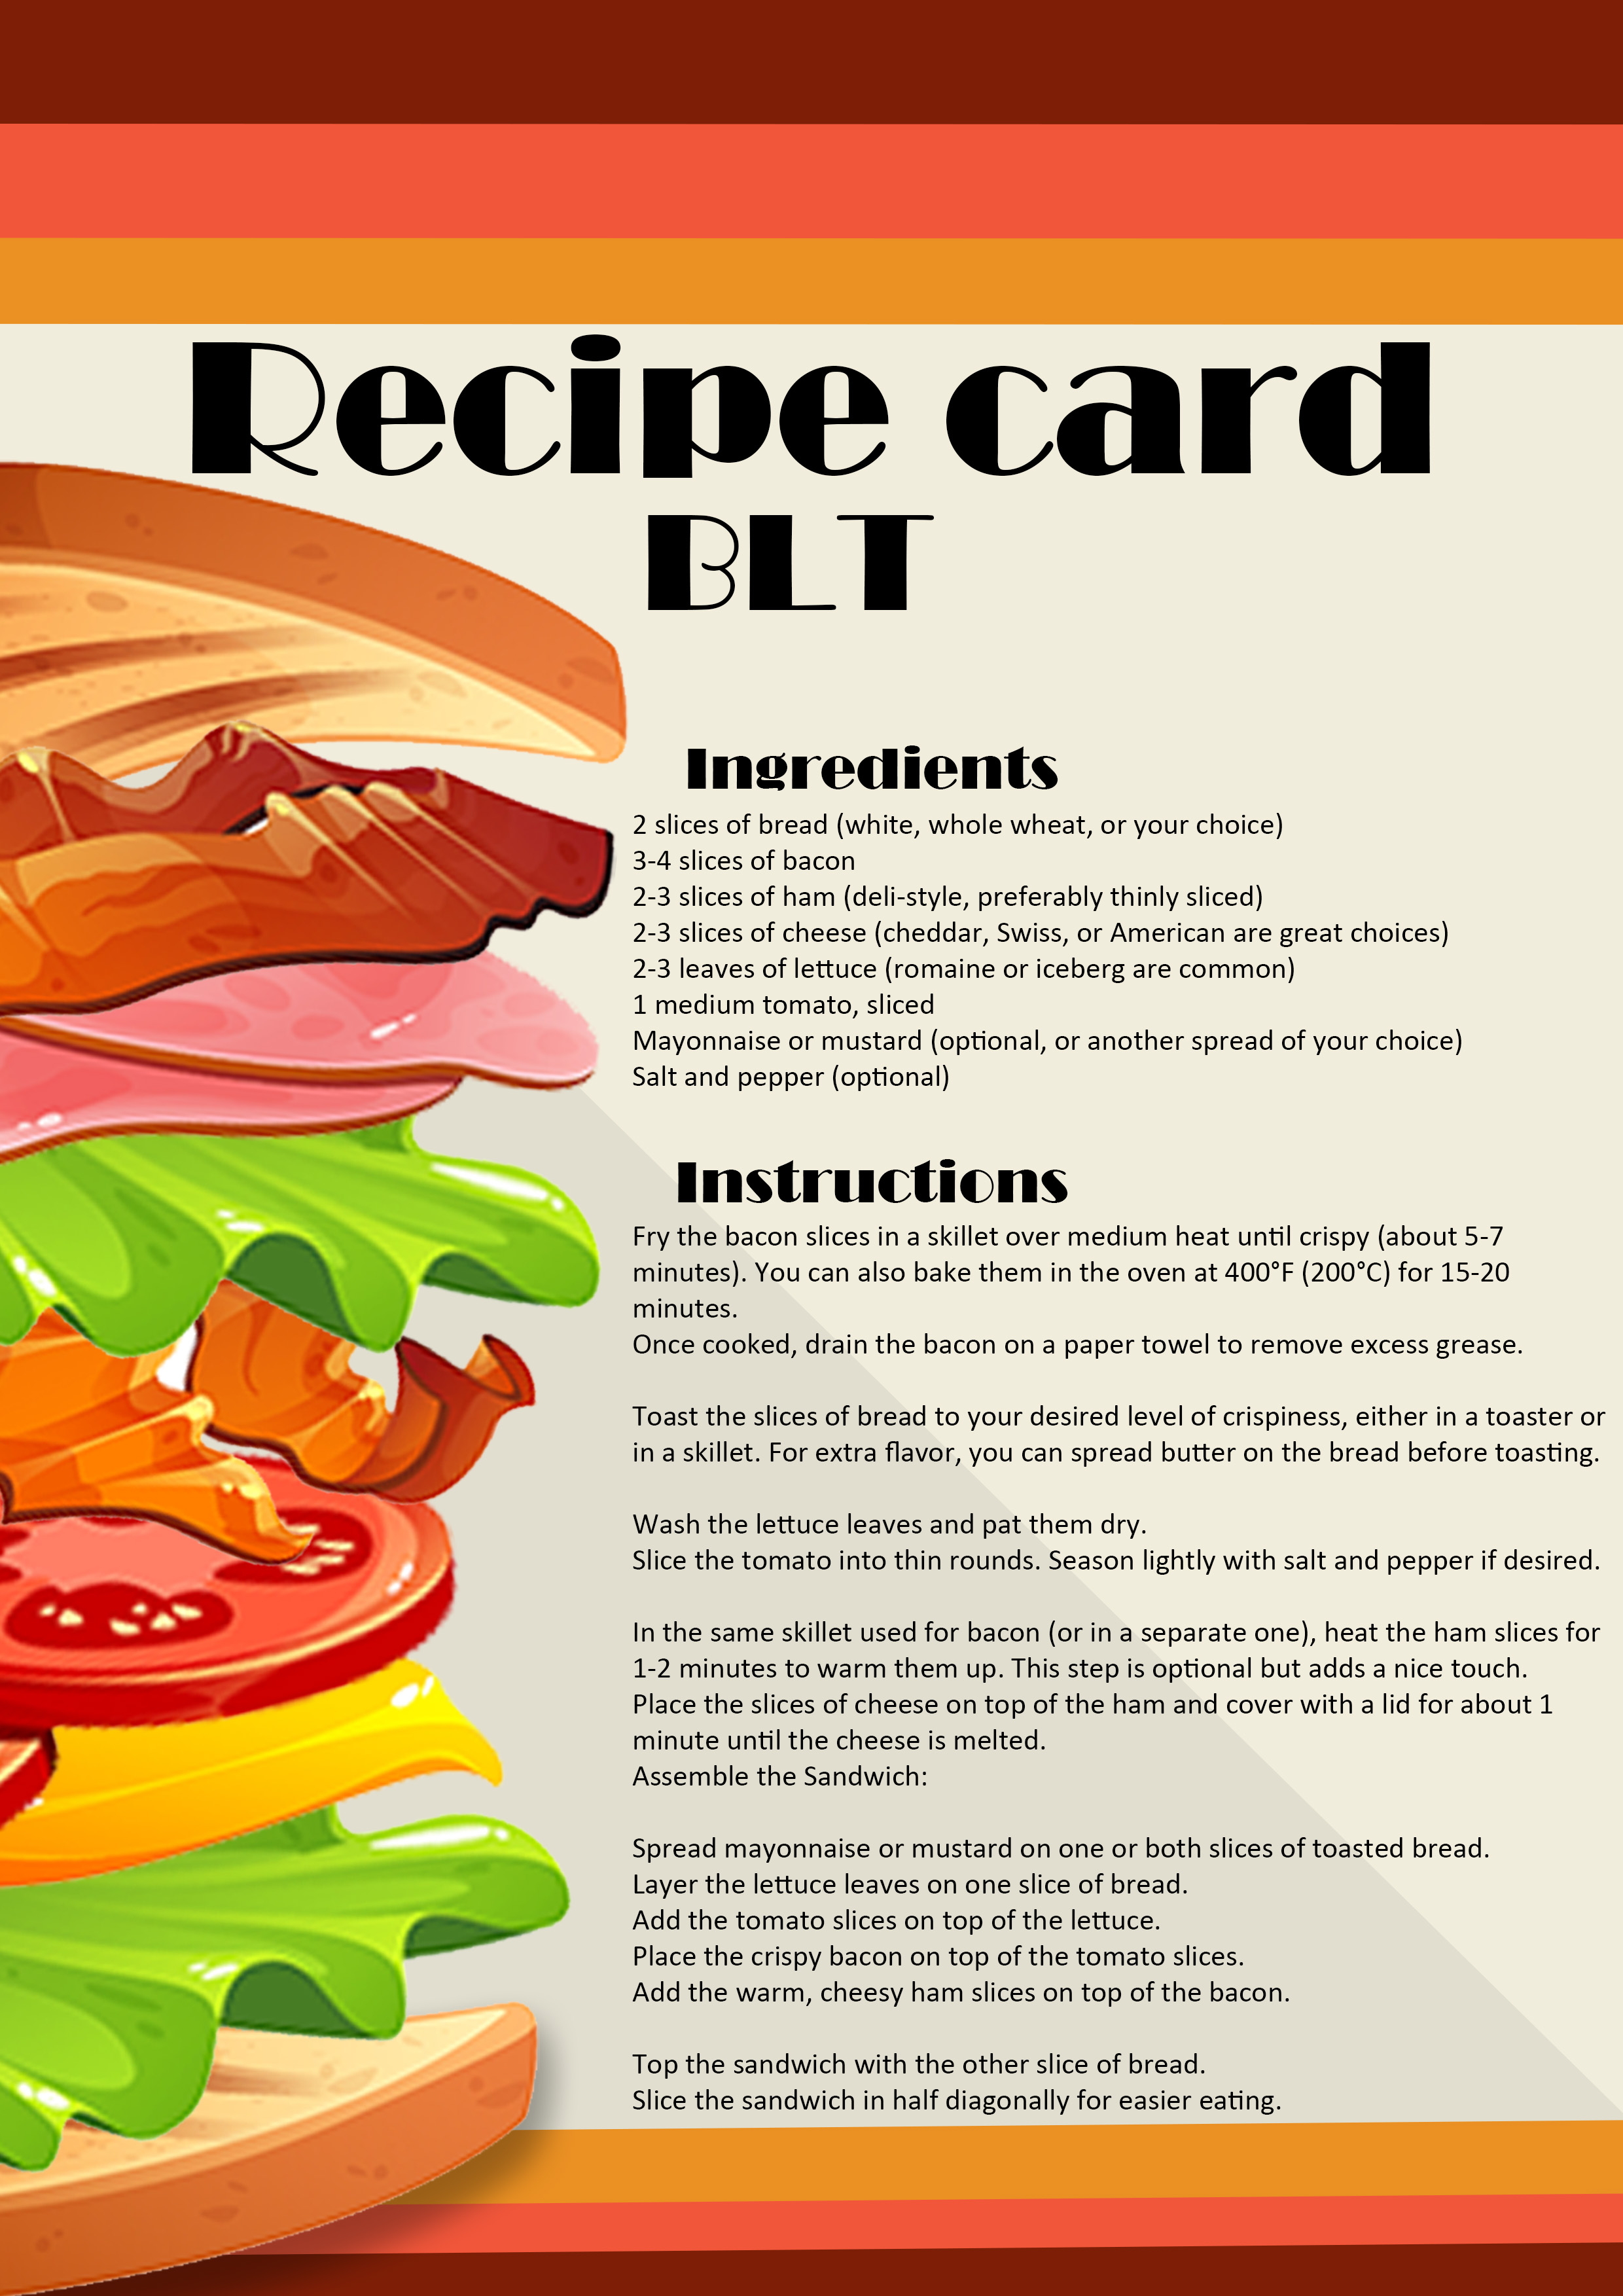 Recipe card
BLT
Ingredients
2 slices of bread (white, whole wheat, or your choice)
3-4 slices of bacon
2-3 slices of ham (deli-style, preferably thinly sliced)
2-3 slices of cheese (cheddar, Swiss, or American are great choices)
2-3 leaves of lettuce (romaine or iceberg are common)
1 medium tomato, sliced
Mayonnaise or mustard (optional, or another spread of your choice)
Salt and pepper (optional)
Instructions
Fry the bacon slices in a skillet over medium heat until crispy (about 5-7
minutes). You can also bake them in the oven at 400°F (200°C) for 15-20
minutes.
Once cooked, drain the bacon on a paper towel to remove excess grease.
Toast the slices of bread to your desired level of crispiness, either in a toaster or
in a skillet. For extra flavor, you can spread butter on the bread before toasting.
Wash the lettuce leaves and pat them dry.
Slice the tomato into thin rounds. Season lightly with salt and pepper if desired.
In the same skillet used for bacon (or in a separate one), heat the ham slices for
1-2 minutes to warm them up. This step is optional but adds a nice touch.
Place the slices of cheese on top of the ham and cover with a lid for about 1
minute until the cheese is melted.
Assemble the Sandwich:
Spread mayonnaise or mustard on one or both slices of toasted bread.
Layer the lettuce leaves on one slice of bread.
Add the tomato slices on top of the lettuce.
Place the crispy bacon on top of the tomato slices.
Add the warm, cheesy ham slices on top of the bacon.
Top the sandwich with the other slice of bread.
Slice the sandwich in half diagonally for easier eating.